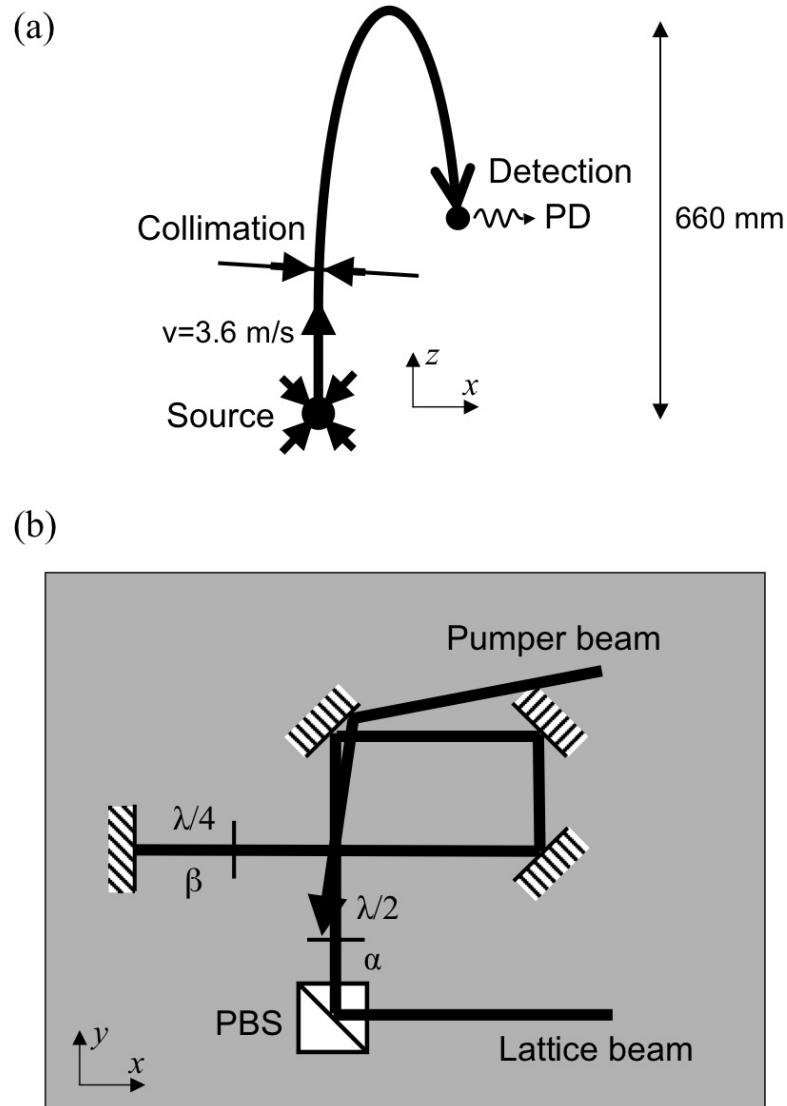 (a)
Detection
PD
Collimation
660 mm
v=3.6 m/s
z
x
Source
(b)
Pumper beam
λ/4
β
λ/2
α
PBS
Lattice beam
y
x